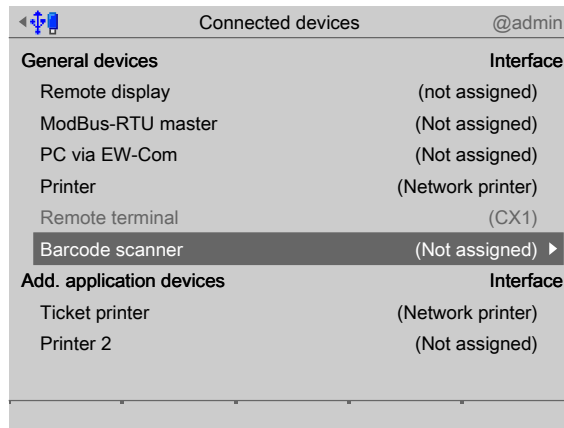 Connected devices @admin
General devices Interface
Remote display (not assigned)
ModBus-RTU master (Not assigned)
PC via EW-Com (Not assigned)
Printer (Network printer)
Remote terminal (CX1)
Barcode scanner (Not assigned)
Add. application devices Interface
Ticket printer (Network printer)
Printer 2 (Not assigned)